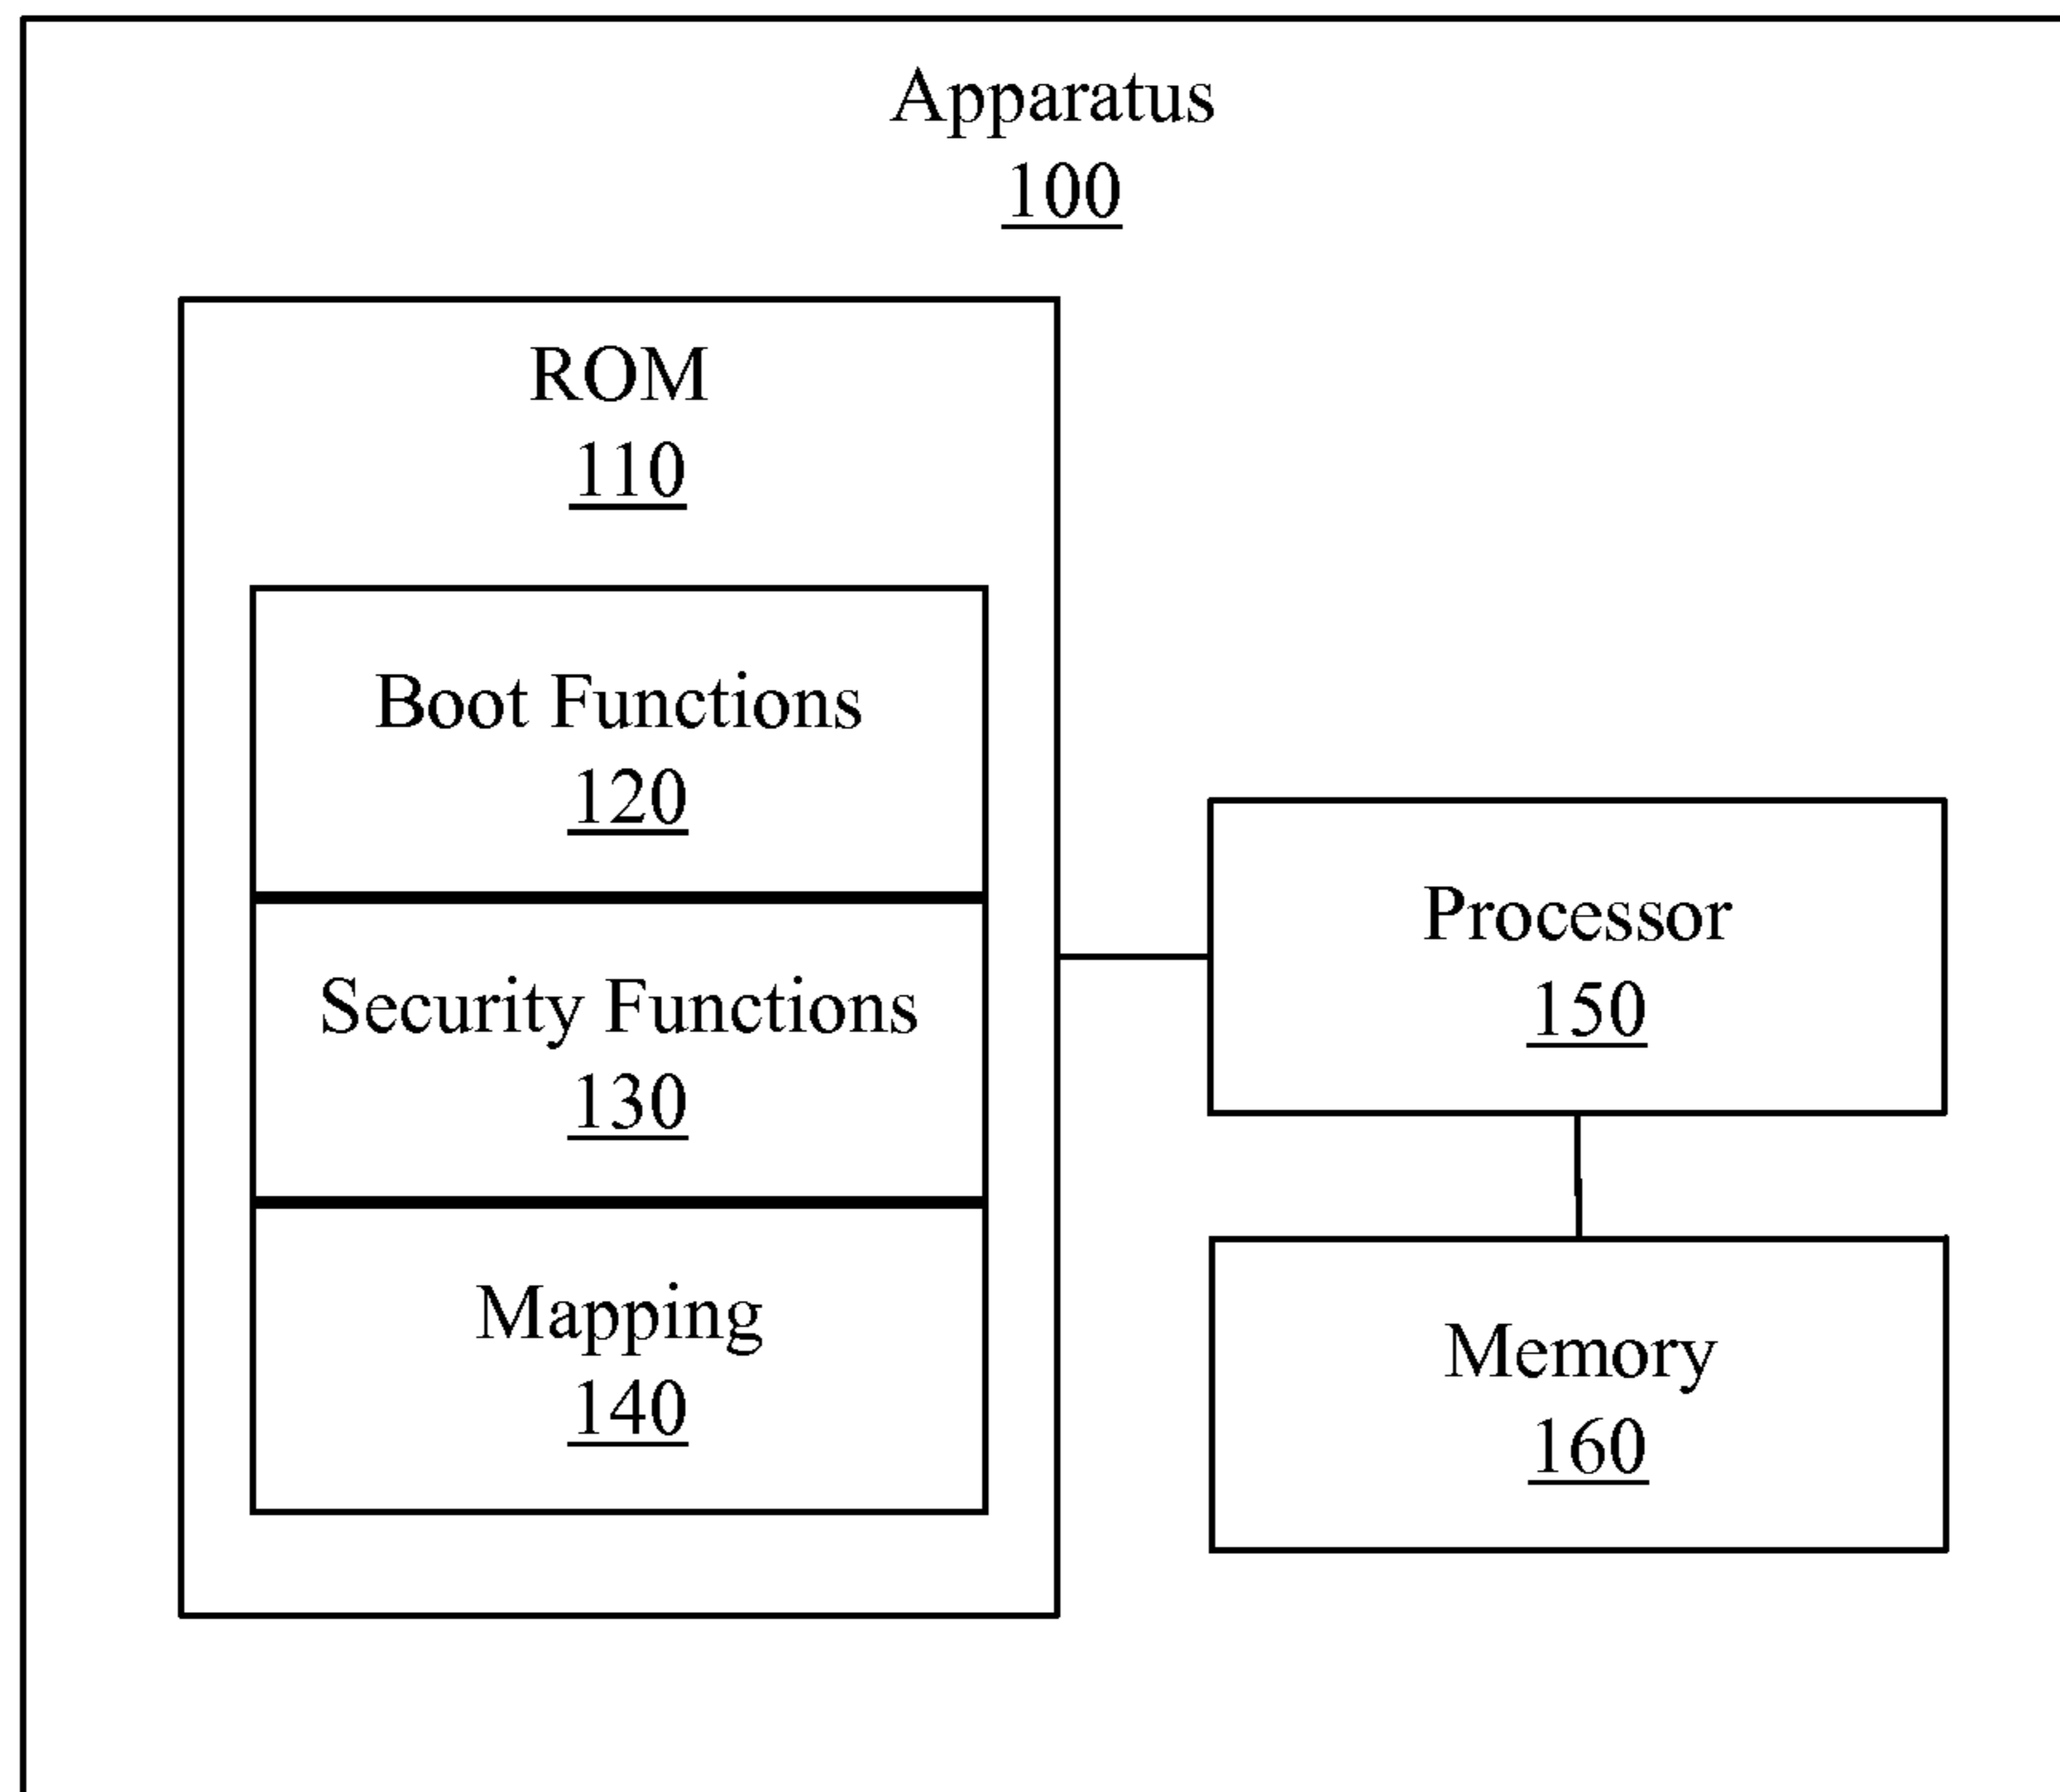 Apparatus
100
ROM
110
Boot Functions
120
Security Functions
130
Mapping
140
Processor
150
Memory
160